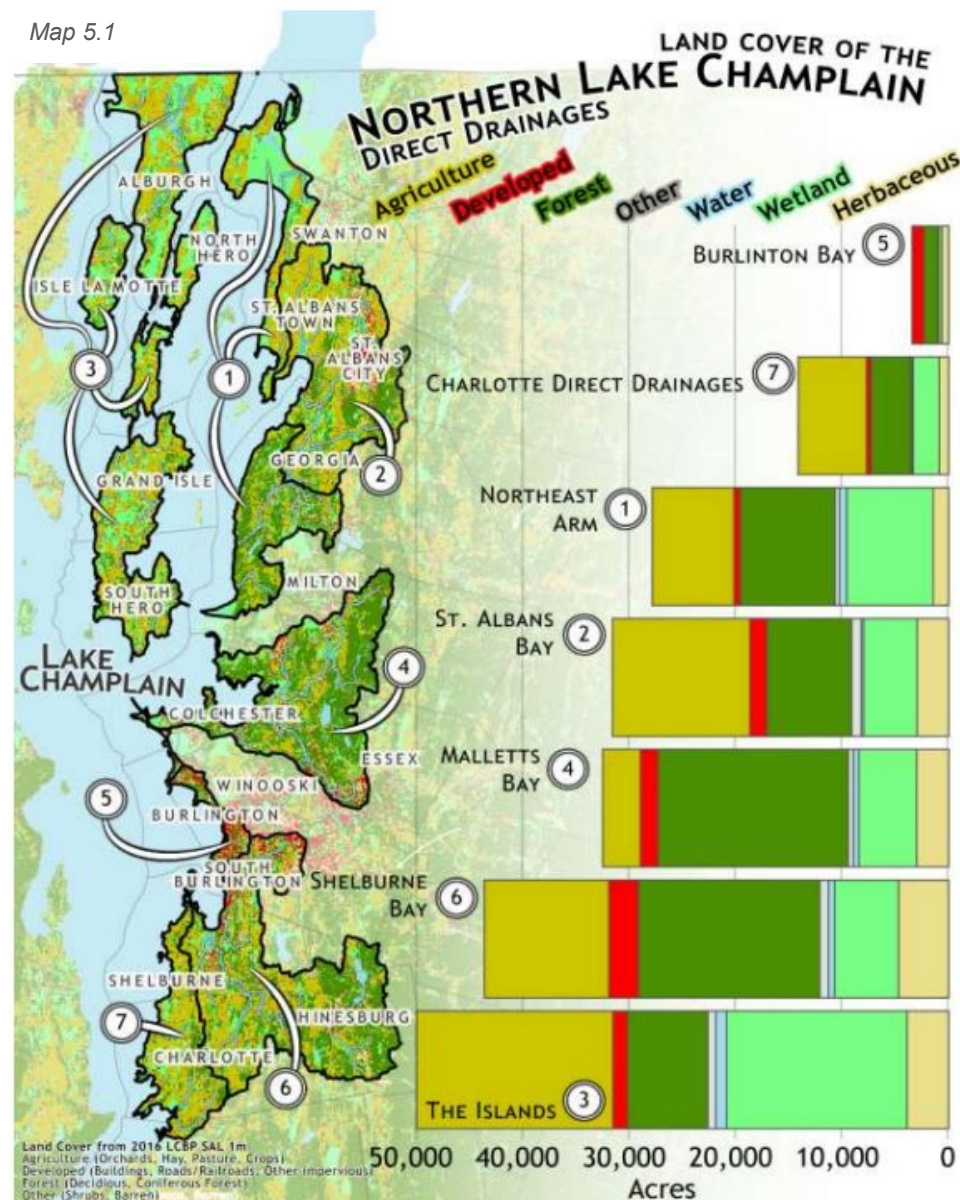 Map 5.1
LAND COVER OF THE
NORTHERN LAKE CHAMPLAIN
DIRECT DRAINAGES
Agriculture
Developed
Forest
Other
Water
Wetland
Herbaceous
ALBURGH
NORTH
HERO
SWANTON
ISLE LA MOTTE
ST. ALBANS
TOWN
ST.
ALBANS
CITY
3
1
2
GEORGIA
GRAND ISLE
SOUTH
HERO
MILTON
LAKE
CHAMPLAIN
4
COLCHESTER
ESSEX
WINOOSKI
5
BURLINGTON
SOUTH
BURLINGTON
SHELBURNE
HINESBURG
7
CHARLOTTE
6
BURLINTON BAY 5
CHARLOTTE DIRECT DRAINAGES 7
NORTHEAST
ARM 1
ST. ALBANS
BAY 2
MALLETTS
BAY 4
SHELBURNE
BAY 6
THE ISLANDS 3
50,000 40,000 30,000 20,000 10,000 0
Acres
Land Cover from 2016 LCBP SAL 1m
Agriculture (Orchards, Hay, Pasture, Crops)
Developed (Buildings, Roads/Railroads, Other impervious)
Forest (Decidious, Coniferous Forest)
Other (Shrubs, Barren)